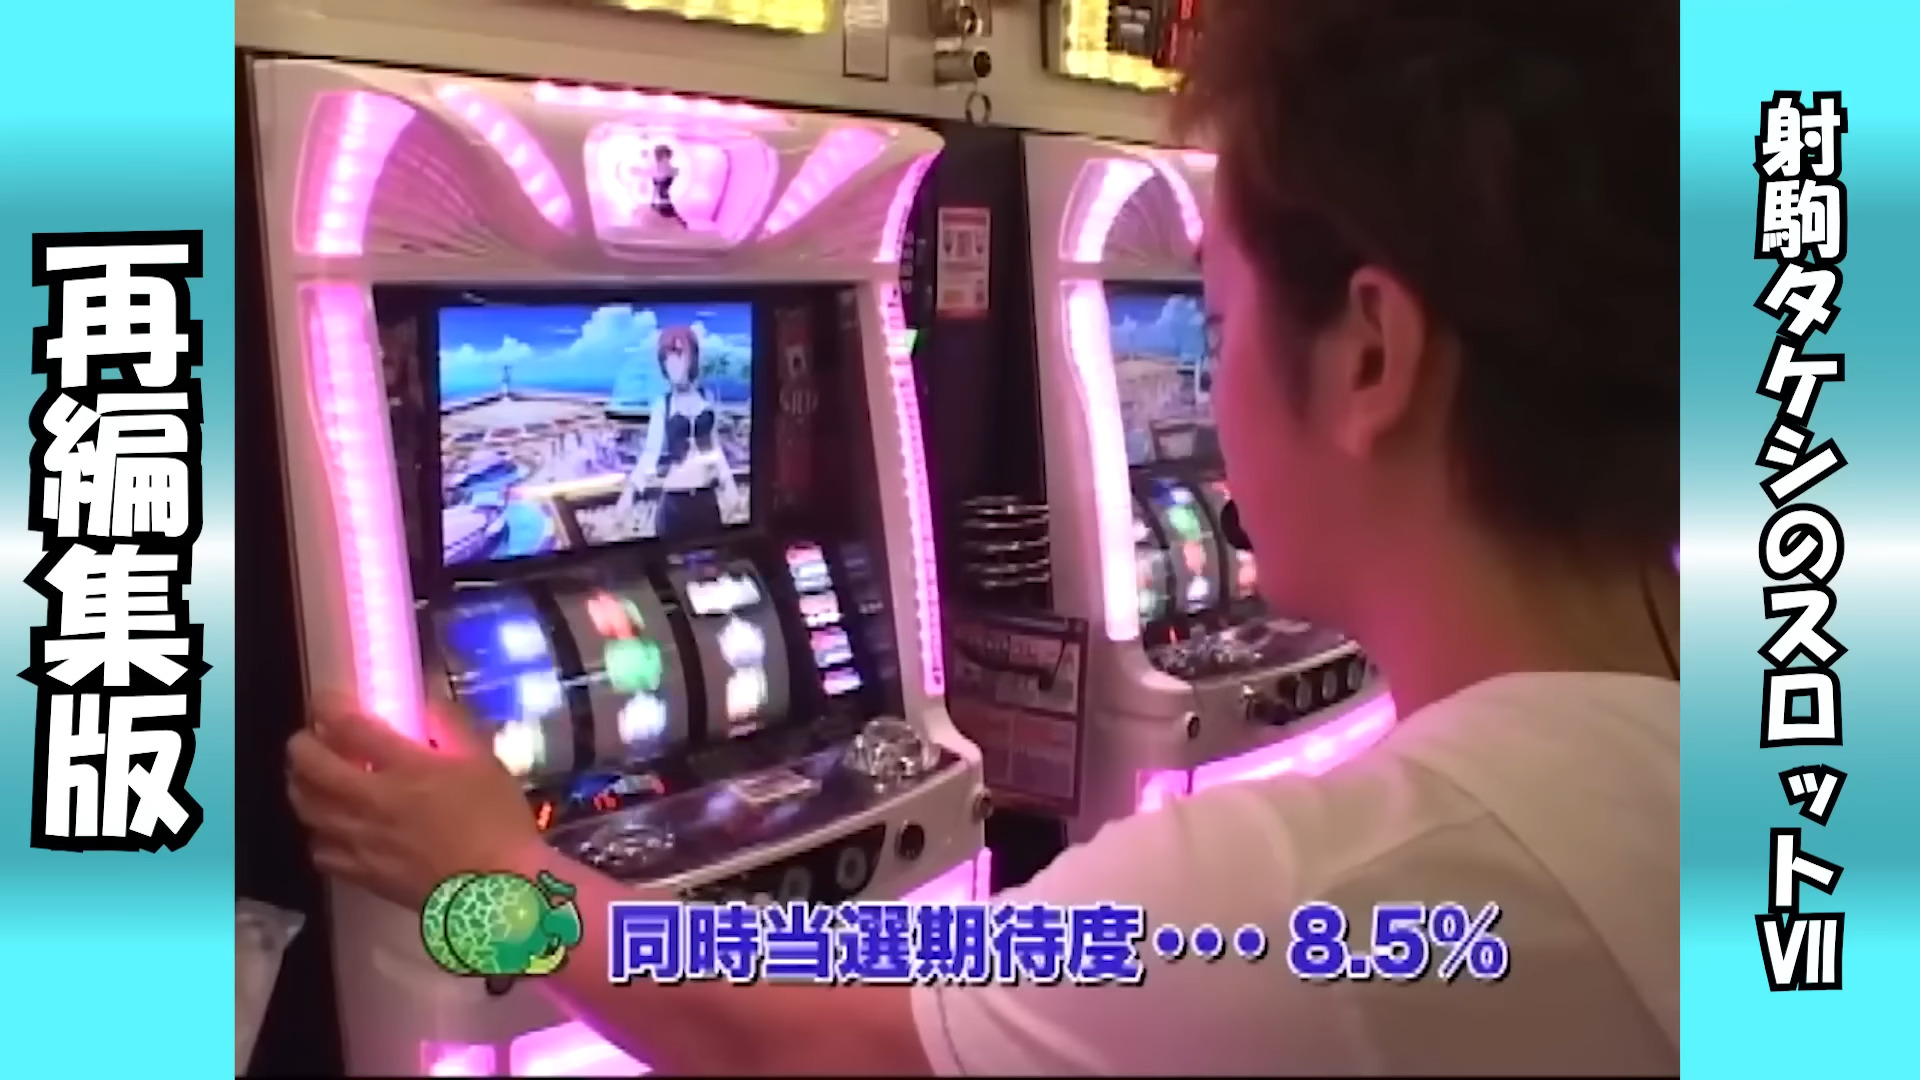 再編集版
射駒タケシのスロットⅦ
同時当選期待度・・・8.5%